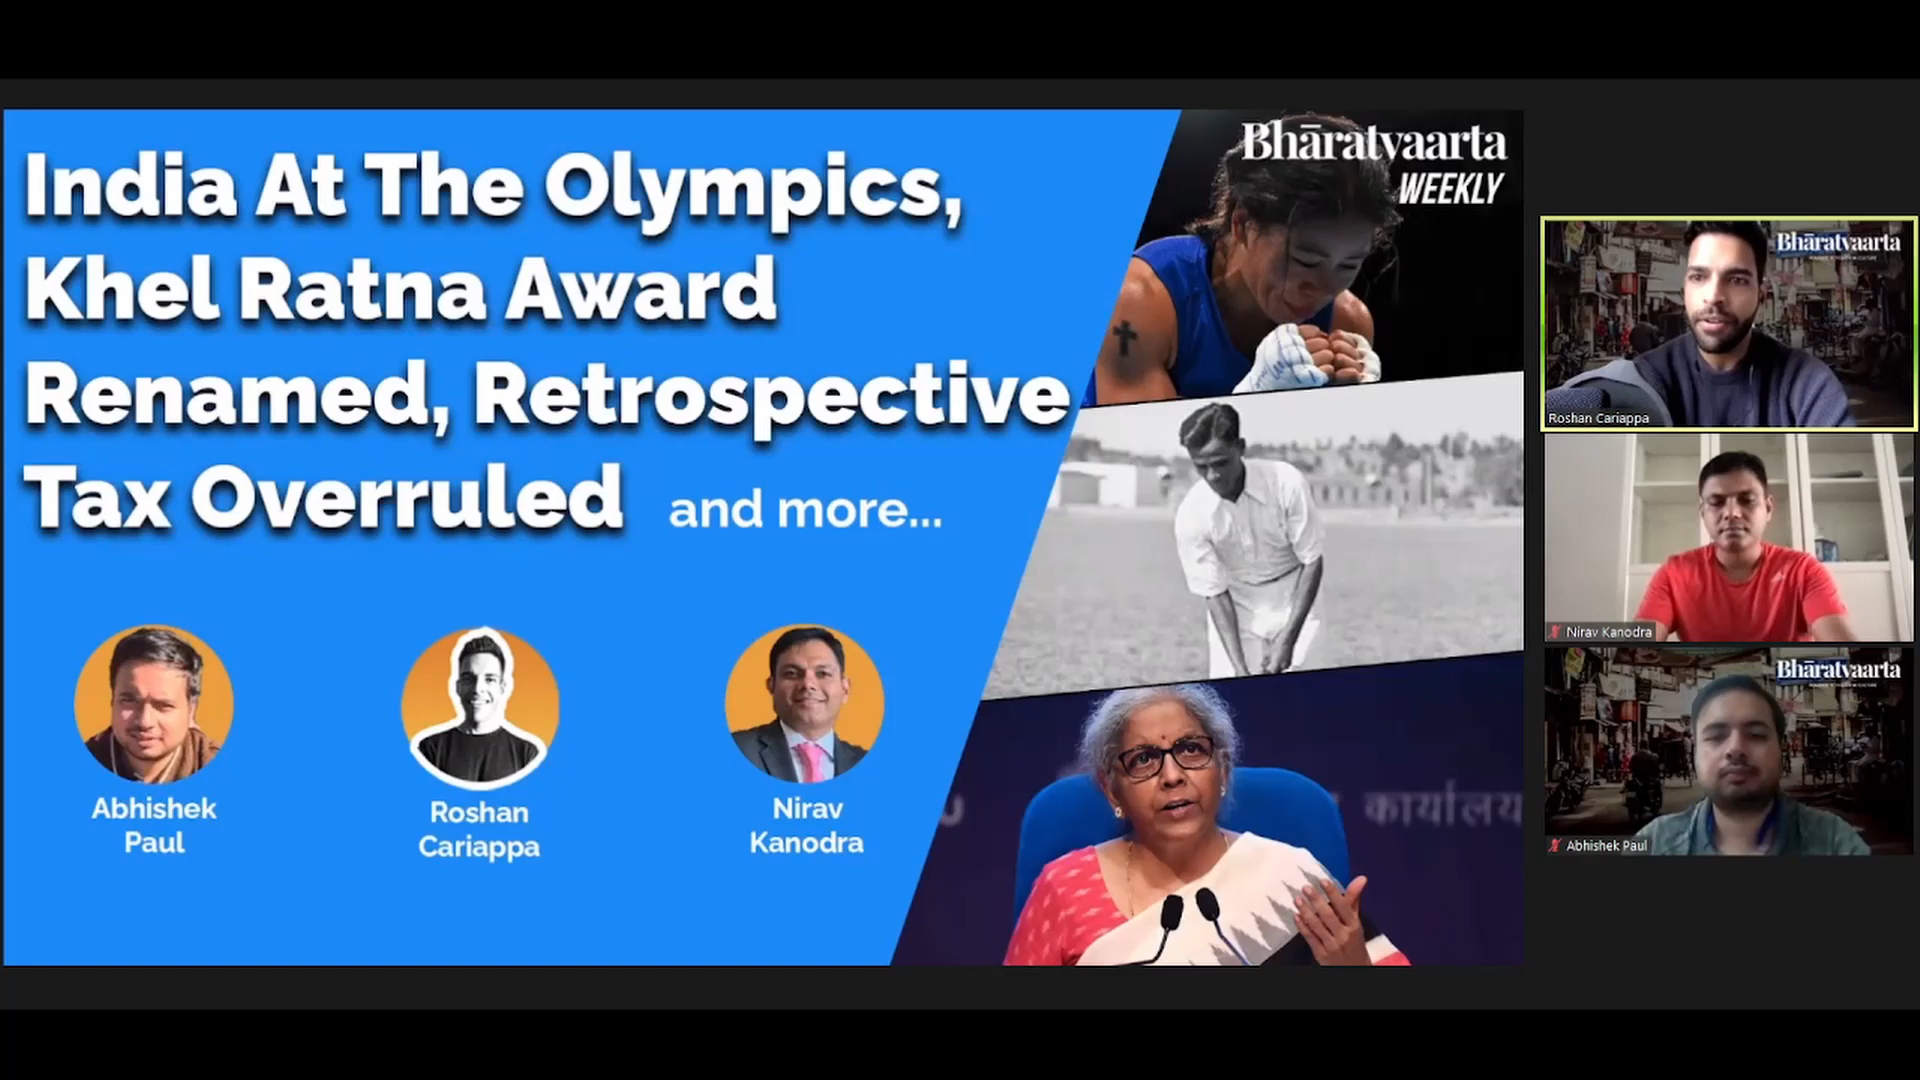 India At The Olympics,
Khel Ratna Award
Renamed, Retrospective
Tax Overruled and more...
Abhishek
Paul
Roshan
Cariappa
Nirav
Kanodra
Bhāratvaarta
WEEKLY
कार्यालय
Bhāratvaarta
Roshan Cariappa
Nirav Kanodra
Bhāratvaarta
Abhishek Paul